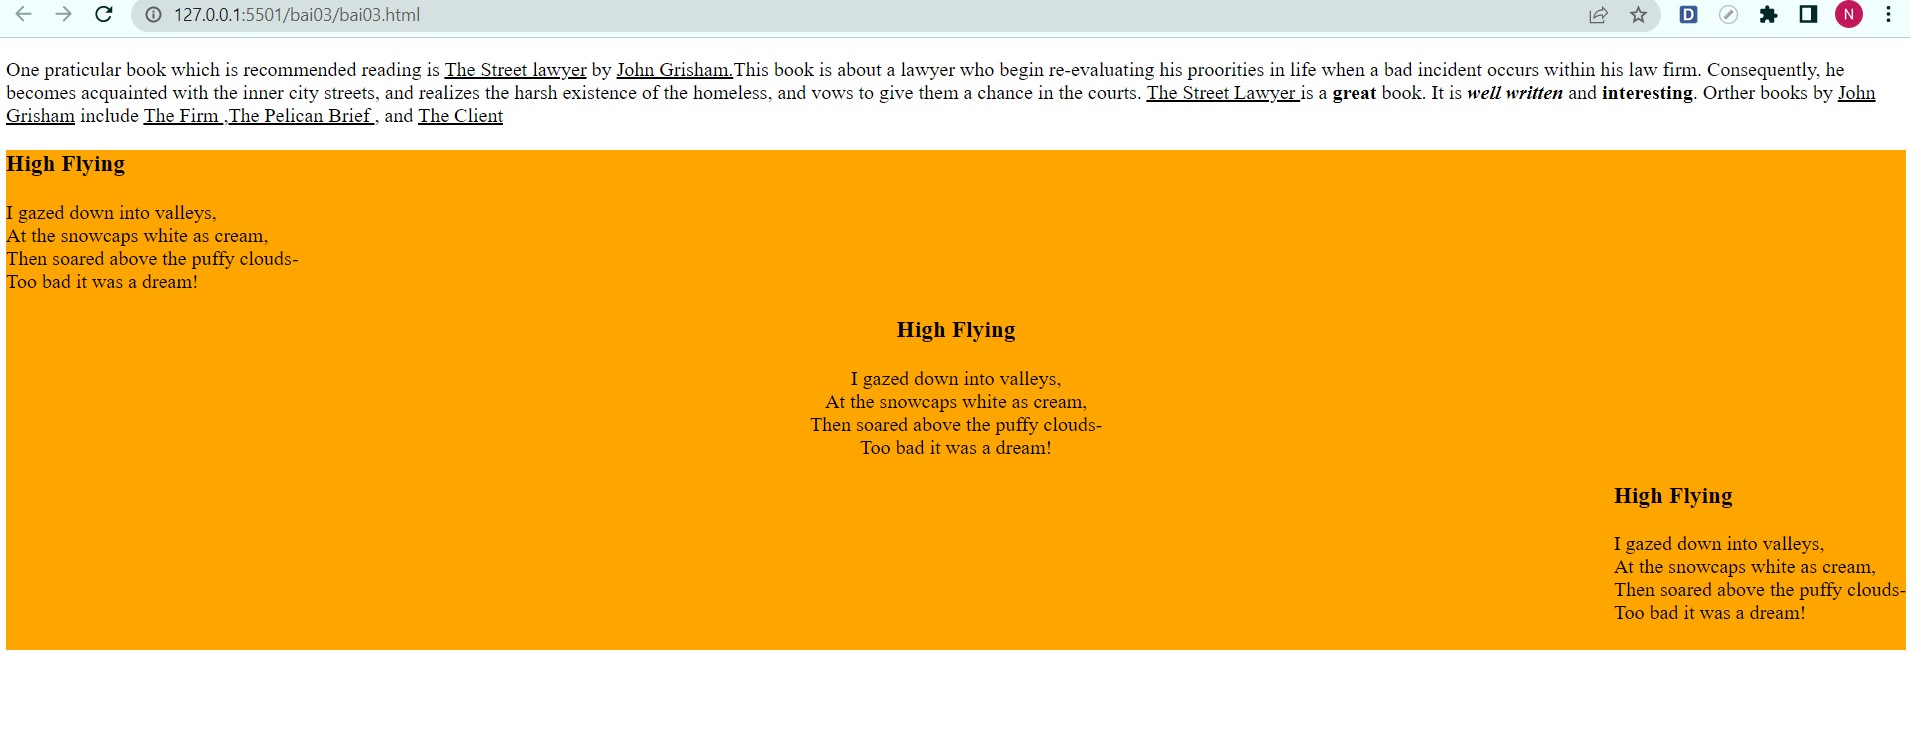 127.0.0.1:5501/bai03/bai03.html
D
N
One praticular book which is recommended reading is The Street lawyer by John Grisham.This book is about a lawyer who begin re-evaluating his proorities in life when a bad incident occurs within his law firm. Consequently, he
becomes acquainted with the inner city streets, and realizes the harsh existence of the homeless, and vows to give them a chance in the courts. The Street Lawyer is a great book. It is well written and interesting. Orther books by John
Grisham include The Firm ,The Pelican Brief , and The Client
High Flying
I gazed down into valleys,
At the snowcaps white as cream,
Then soared above the puffy clouds-
Too bad it was a dream!
High Flying
I gazed down into valleys,
At the snowcaps white as cream,
Then soared above the puffy clouds-
Too bad it was a dream!
High Flying
I gazed down into valleys,
At the snowcaps white as cream,
Then soared above the puffy clouds-
Too bad it was a dream!